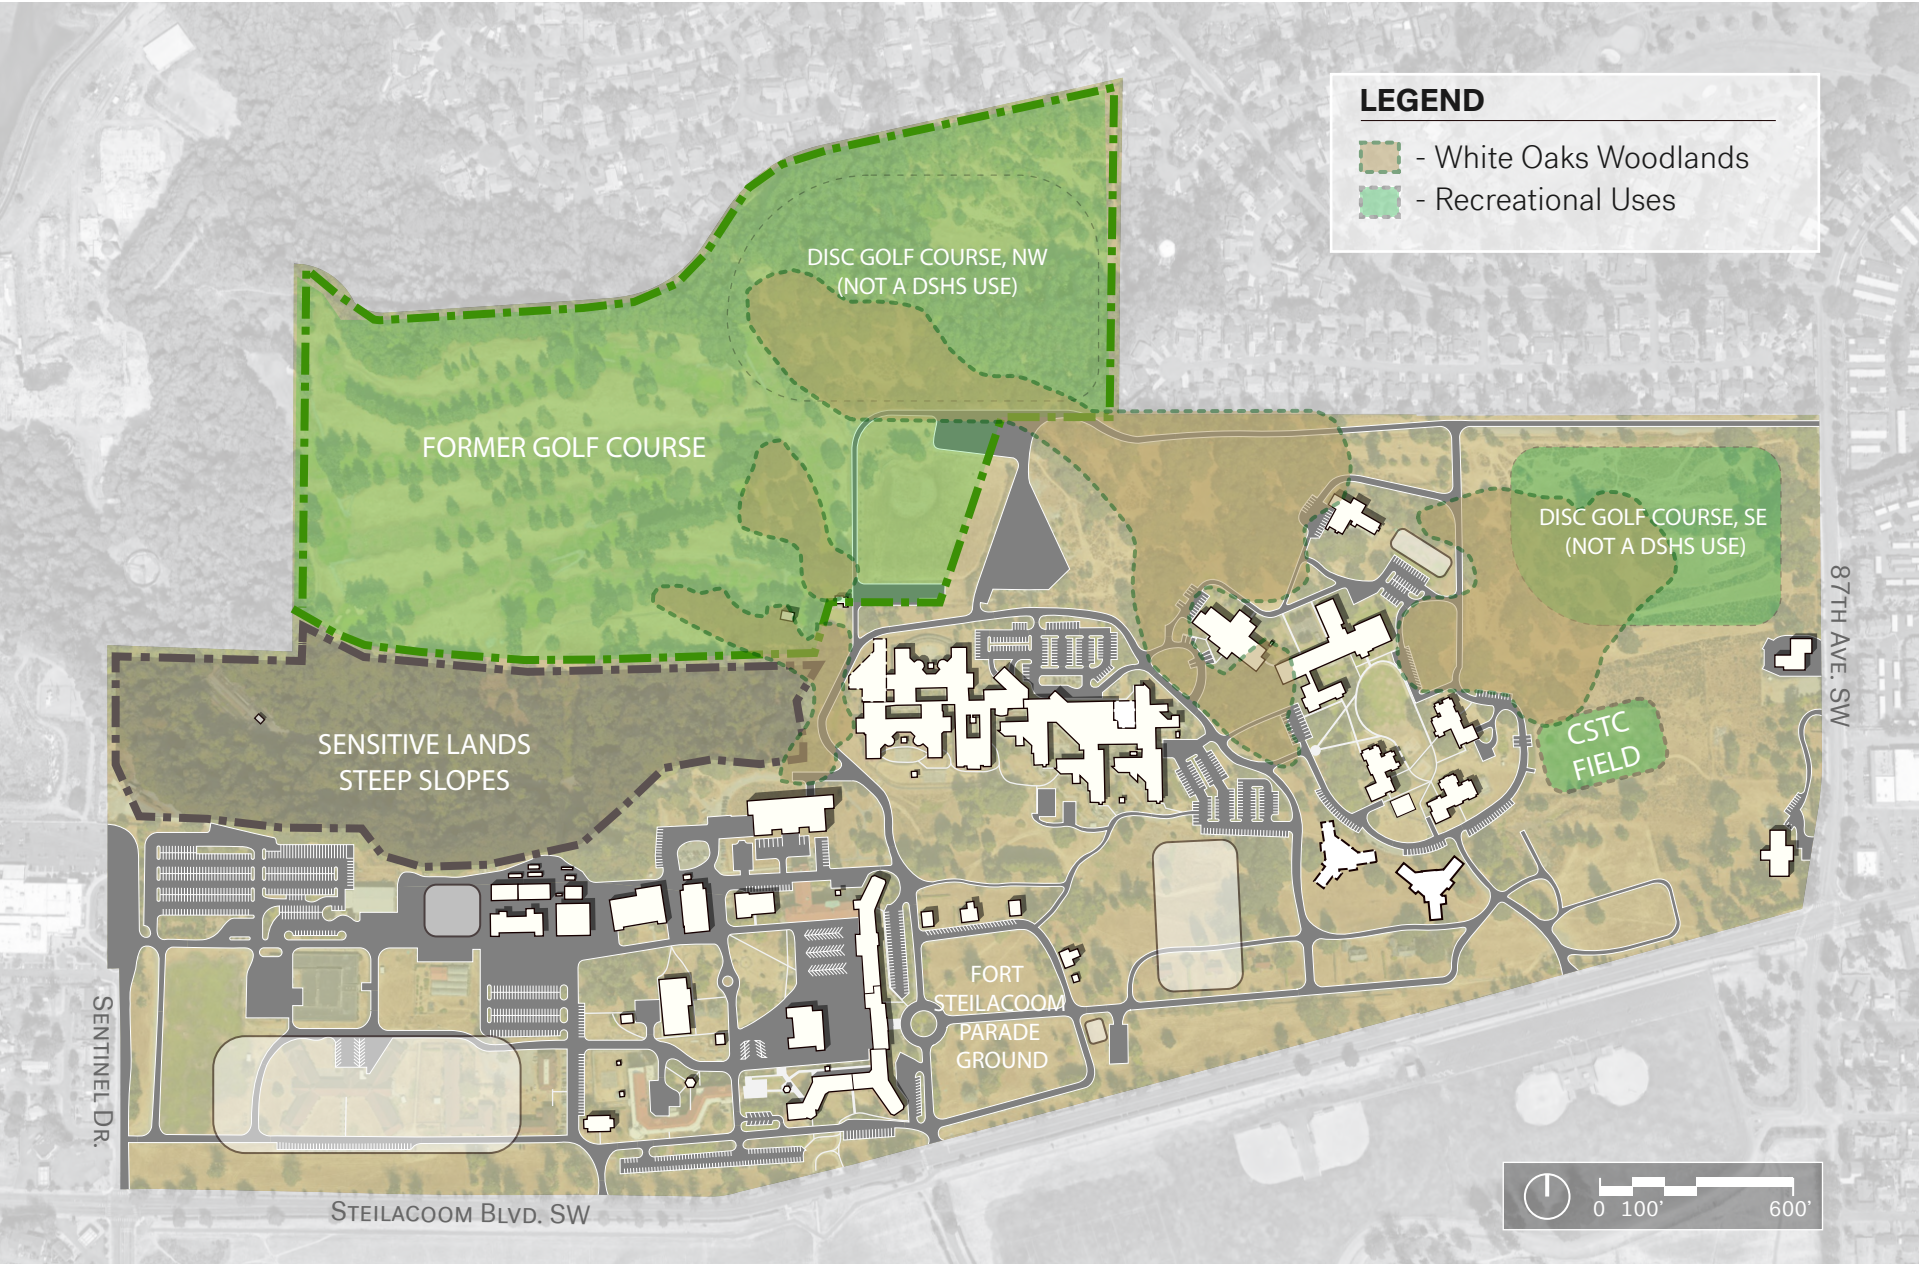 LEGEND
- White Oaks Woodlands
- Recreational Uses
DISC GOLF COURSE, NW
(NOT A DSHS USE)
FORMER GOLF COURSE
DISC GOLF COURSE, SE
(NOT A DSHS USE)
87TH AVE. SW
CSTC
FIELD
SENSITIVE LANDS
STEEP SLOPES
FORT
STEILACOOM
PARADE
GROUND
SENTINEL DR.
STEILACOOM BLVD. SW
0 100' 600'